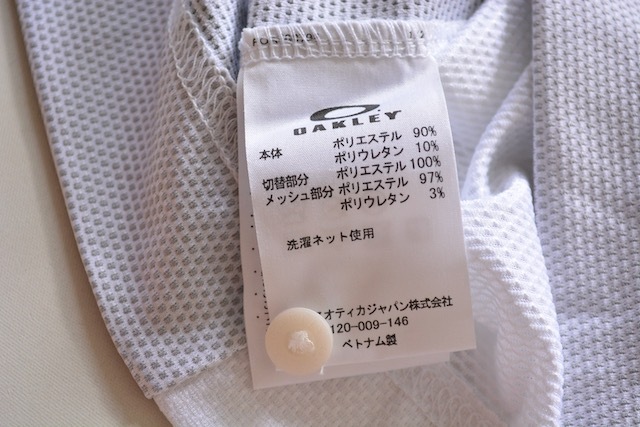 OAKLEY
本体 ポリエステル 90%
ポリウレタン 10%
切替部分 ポリエステル 100%
メッシュ部分 ポリエステル 97%
ポリウレタン 3%
洗濯ネット使用
オティカジャパン株式会社
120-009-146
ベトナム製